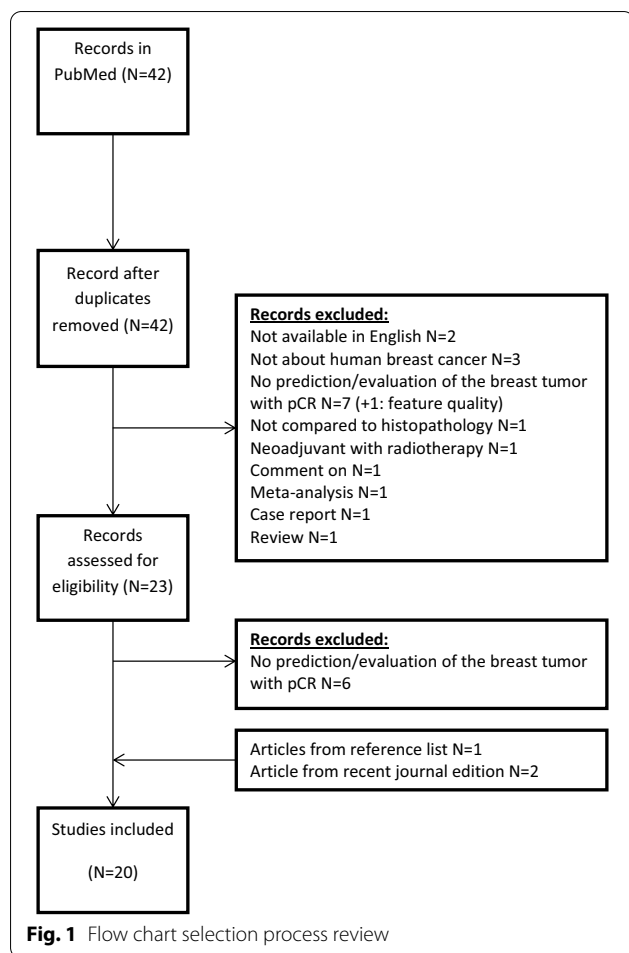 Records in
PubMed (N=42)
Record after
duplicates
removed (N=42)
Records excluded:
Not available in English N=2
Not about human breast cancer N=3
No prediction/evaluation of the breast tumor
with pCR N=7 (+1: feature quality)
Not compared to histopathology N=1
Neoadjuvant with radiotherapy N=1
Comment on N=1
Meta-analysis N=1
Case report N=1
Review N=1
Records
assessed for
eligibility (N=23)
Records excluded:
No prediction/evaluation of the breast tumor
with pCR N=6
Articles from reference list N=1
Article from recent journal edition N=2
Studies included
(N=20)
Fig. 1 Flow chart selection process review